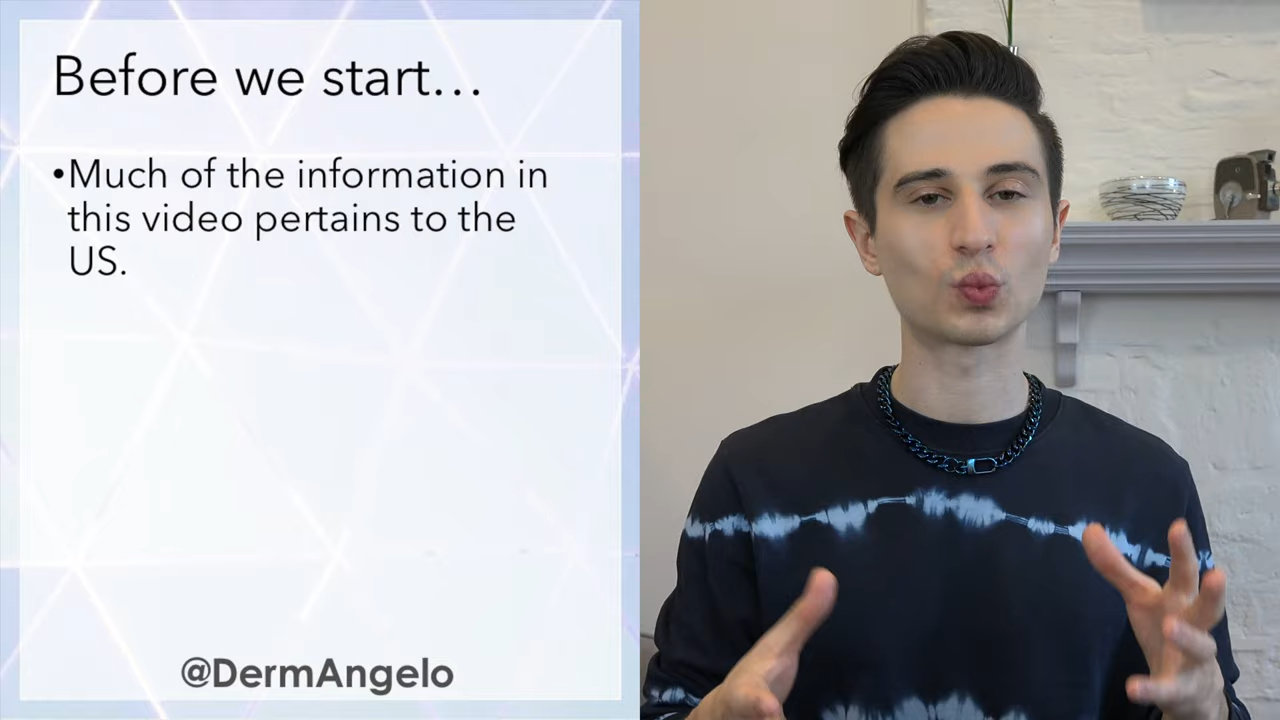 Before we start…
•Much of the information in
this video pertains to the
US.
@DermAngelo